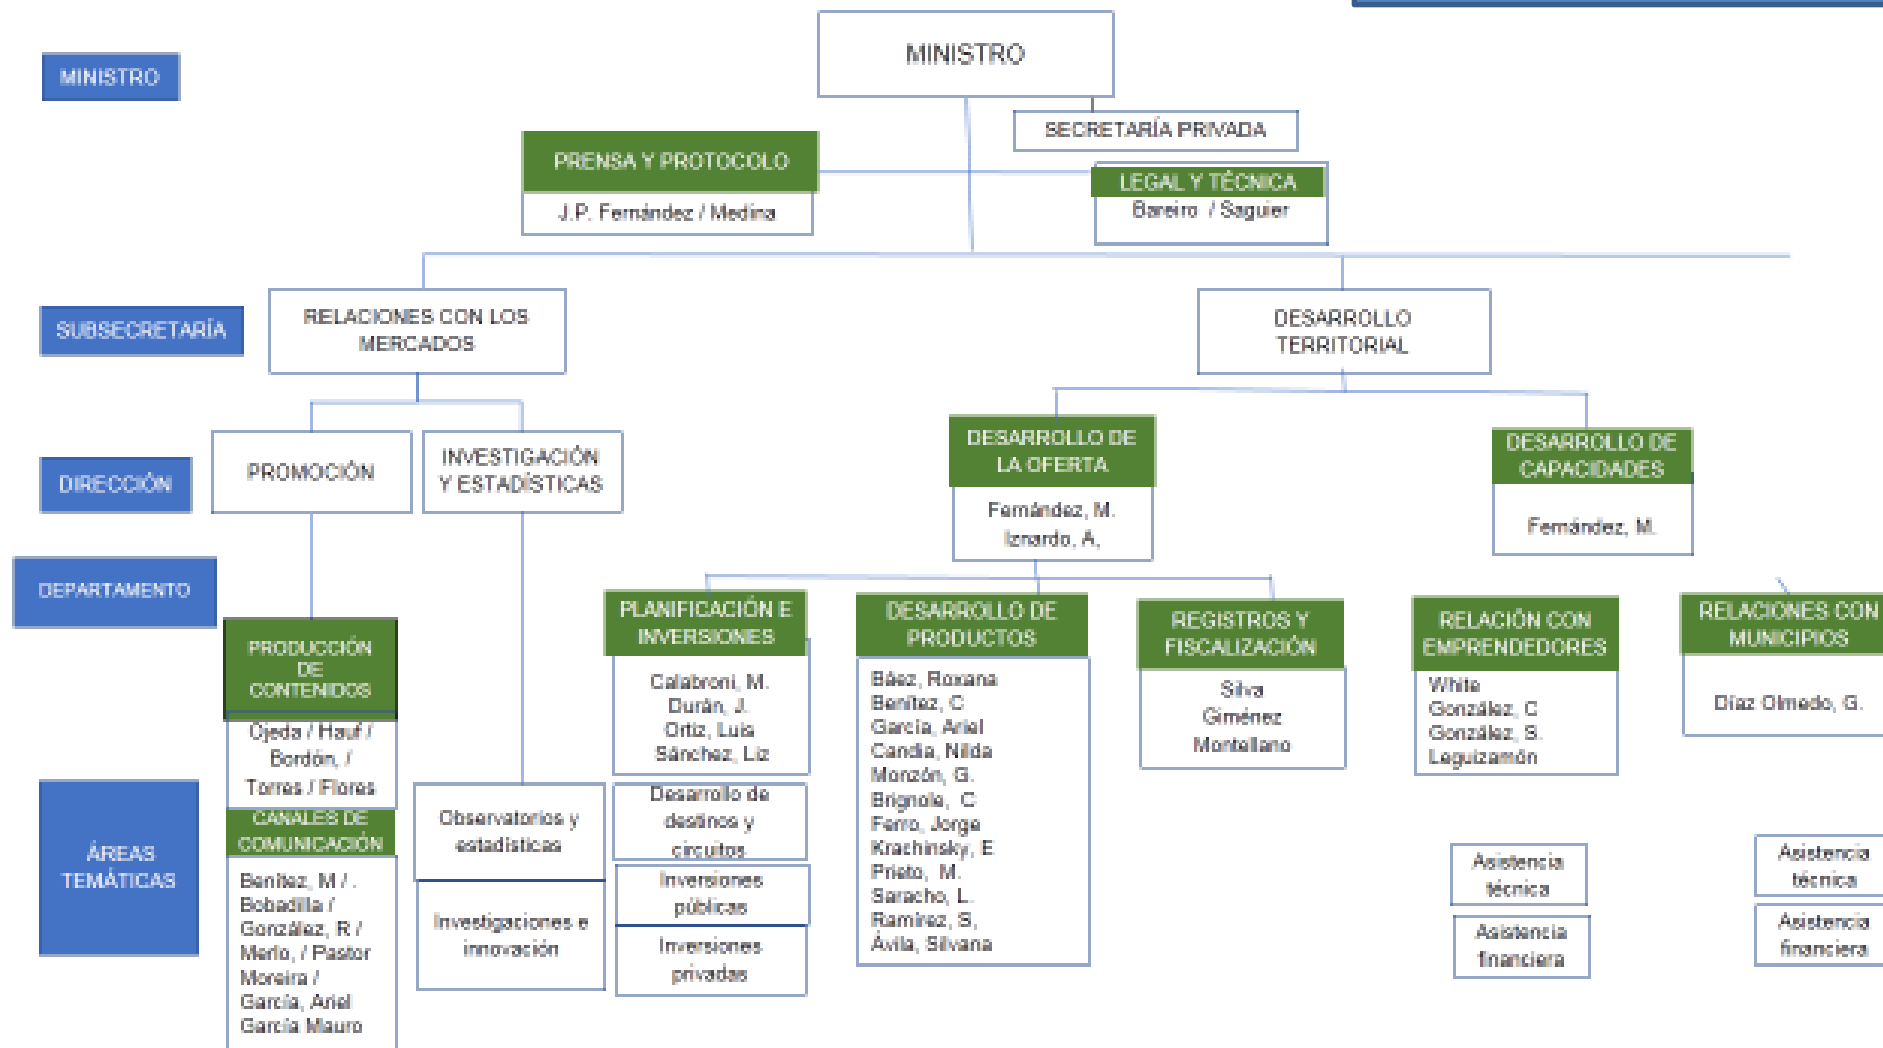 MINISTRO
MINISTRO
SECRETARÍA PRIVADA
PRENSA Y PROTOCOLO
J.P. Fernández / Medina
LEGAL Y TÉCNICA
Bareiro / Saguier
SUBSECRETARÍA
RELACIONES CON LOS
MERCADOS
DESARROLLO
TERRITORIAL
DIRECCIÓN
PROMOCIÓN
INVESTIGACIÓN
Y ESTADÍSTICAS
DESARROLLO DE
LA OFERTA
Fernández, M.
Iznardo, A,
DESARROLLO DE
CAPACIDADES
Fernández, M.
DEPARTAMENTO
PRODUCCIÓN
DE
CONTENIDOS
Ojeda / Hauf /
Bordón, /
Torres / Flores
CANALES DE
COMUNICACIÓN
Benítez, M / .
Bobadilla /
González, R /
Merlo, / Pastor
Moreira /
García, Ariel
García Mauro
PLANIFICACIÓN E
INVERSIONES
Calabroni, M.
Durán, J.
Ortiz, Luis
Sánchez, Liz
DESARROLLO DE
PRODUCTOS
Báez, Roxana
Benítez, C
García, Ariel
Candia, Nilda
Monzón, G.
Brignole, C
Ferro, Jorge
Krachinsky, E
Prieto, M.
Saracho, L.
Ramírez, S,
Ávila, Silvana
REGISTROS Y
FISCALIZACIÓN
Silva
Giménez
Montellano
RELACIÓN CON
EMPRENDEDORES
White
González, C
González, S.
Leguizamón
RELACIONES CON
MUNICIPIOS
Díaz Olmedo, G.
ÁREAS
TEMÁTICAS
Observatorios y
estadísticas
Investigaciones e
innovación
Desarrollo de
destinos y
circuitos
Inversiones
públicas
Inversiones
privadas
Asistencia
técnica
Asistencia
financiera
Asistencia
técnica
Asistencia
financiera